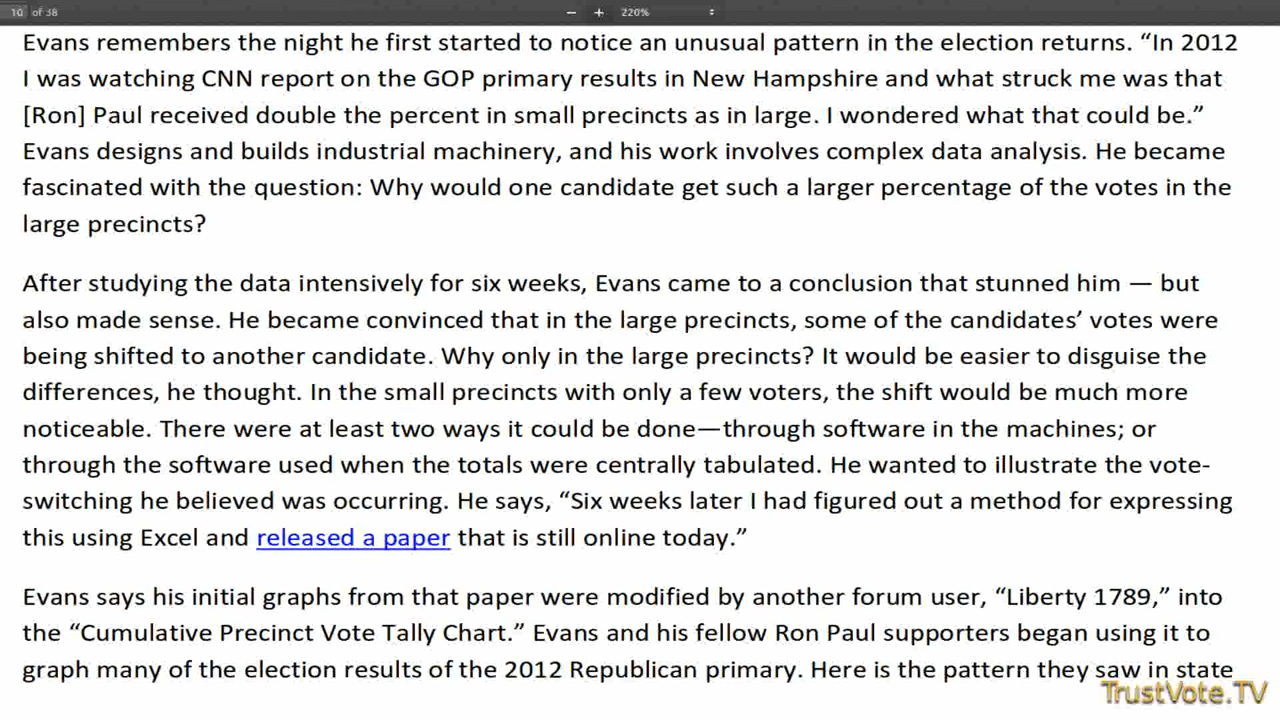 10 of 38 − + 220%
Evans remembers the night he first started to notice an unusual pattern in the election returns. “In 2012
I was watching CNN report on the GOP primary results in New Hampshire and what struck me was that
[Ron] Paul received double the percent in small precincts as in large. I wondered what that could be.”
Evans designs and builds industrial machinery, and his work involves complex data analysis. He became
fascinated with the question: Why would one candidate get such a larger percentage of the votes in the
large precincts?
After studying the data intensively for six weeks, Evans came to a conclusion that stunned him — but
also made sense. He became convinced that in the large precincts, some of the candidates’ votes were
being shifted to another candidate. Why only in the large precincts? It would be easier to disguise the
differences, he thought. In the small precincts with only a few voters, the shift would be much more
noticeable. There were at least two ways it could be done—through software in the machines; or
through the software used when the totals were centrally tabulated. He wanted to illustrate the vote-
switching he believed was occurring. He says, “Six weeks later I had figured out a method for expressing
this using Excel and released a paper that is still online today.”
Evans says his initial graphs from that paper were modified by another forum user, “Liberty 1789,” into
the “Cumulative Precinct Vote Tally Chart.” Evans and his fellow Ron Paul supporters began using it to
graph many of the election results of the 2012 Republican primary. Here is the pattern they saw in state
TrustVote.TV